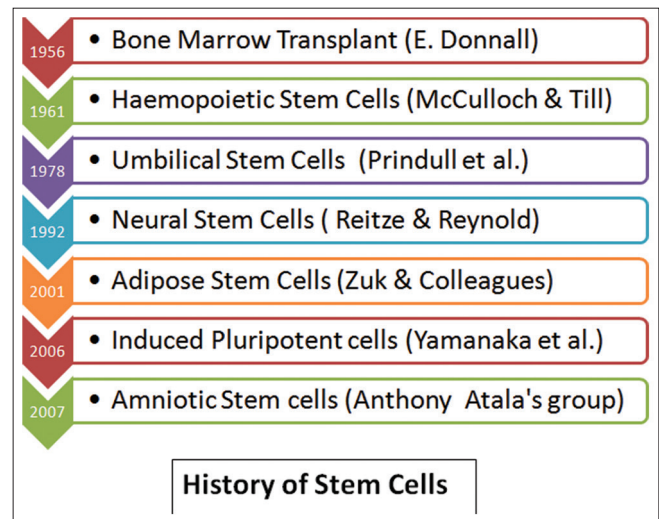 1956 • Bone Marrow Transplant (E. Donnall)
1961 • Haemopoietic Stem Cells (McCulloch & Till)
1978 • Umbilical Stem Cells (Prindull et al.)
1992 • Neural Stem Cells ( Reitze & Reynold)
2001 • Adipose Stem Cells (Zuk & Colleagues)
2006 • Induced Pluripotent cells (Yamanaka et al.)
2007 • Amniotic Stem cells (Anthony Atala's group)
History of Stem Cells